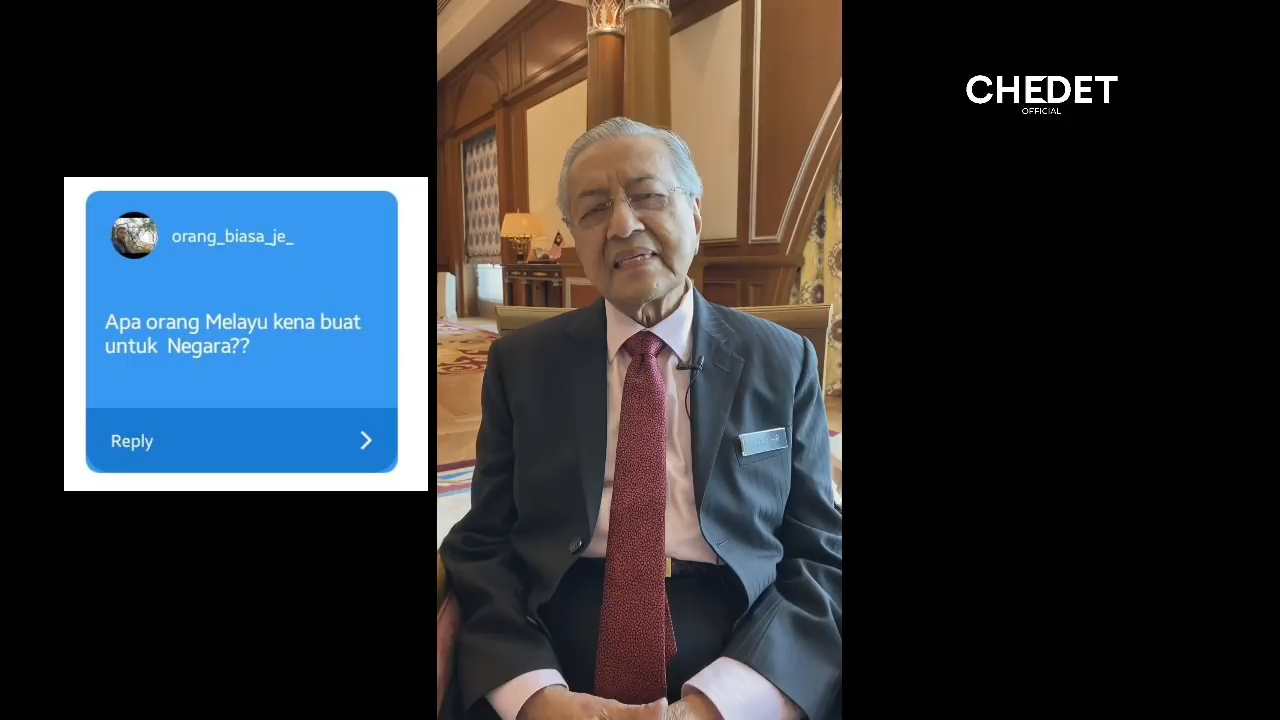 orang_biasa_je_
Apa orang Melayu kena buat
untuk Negara??
Reply
CHEDET
OFFICIAL